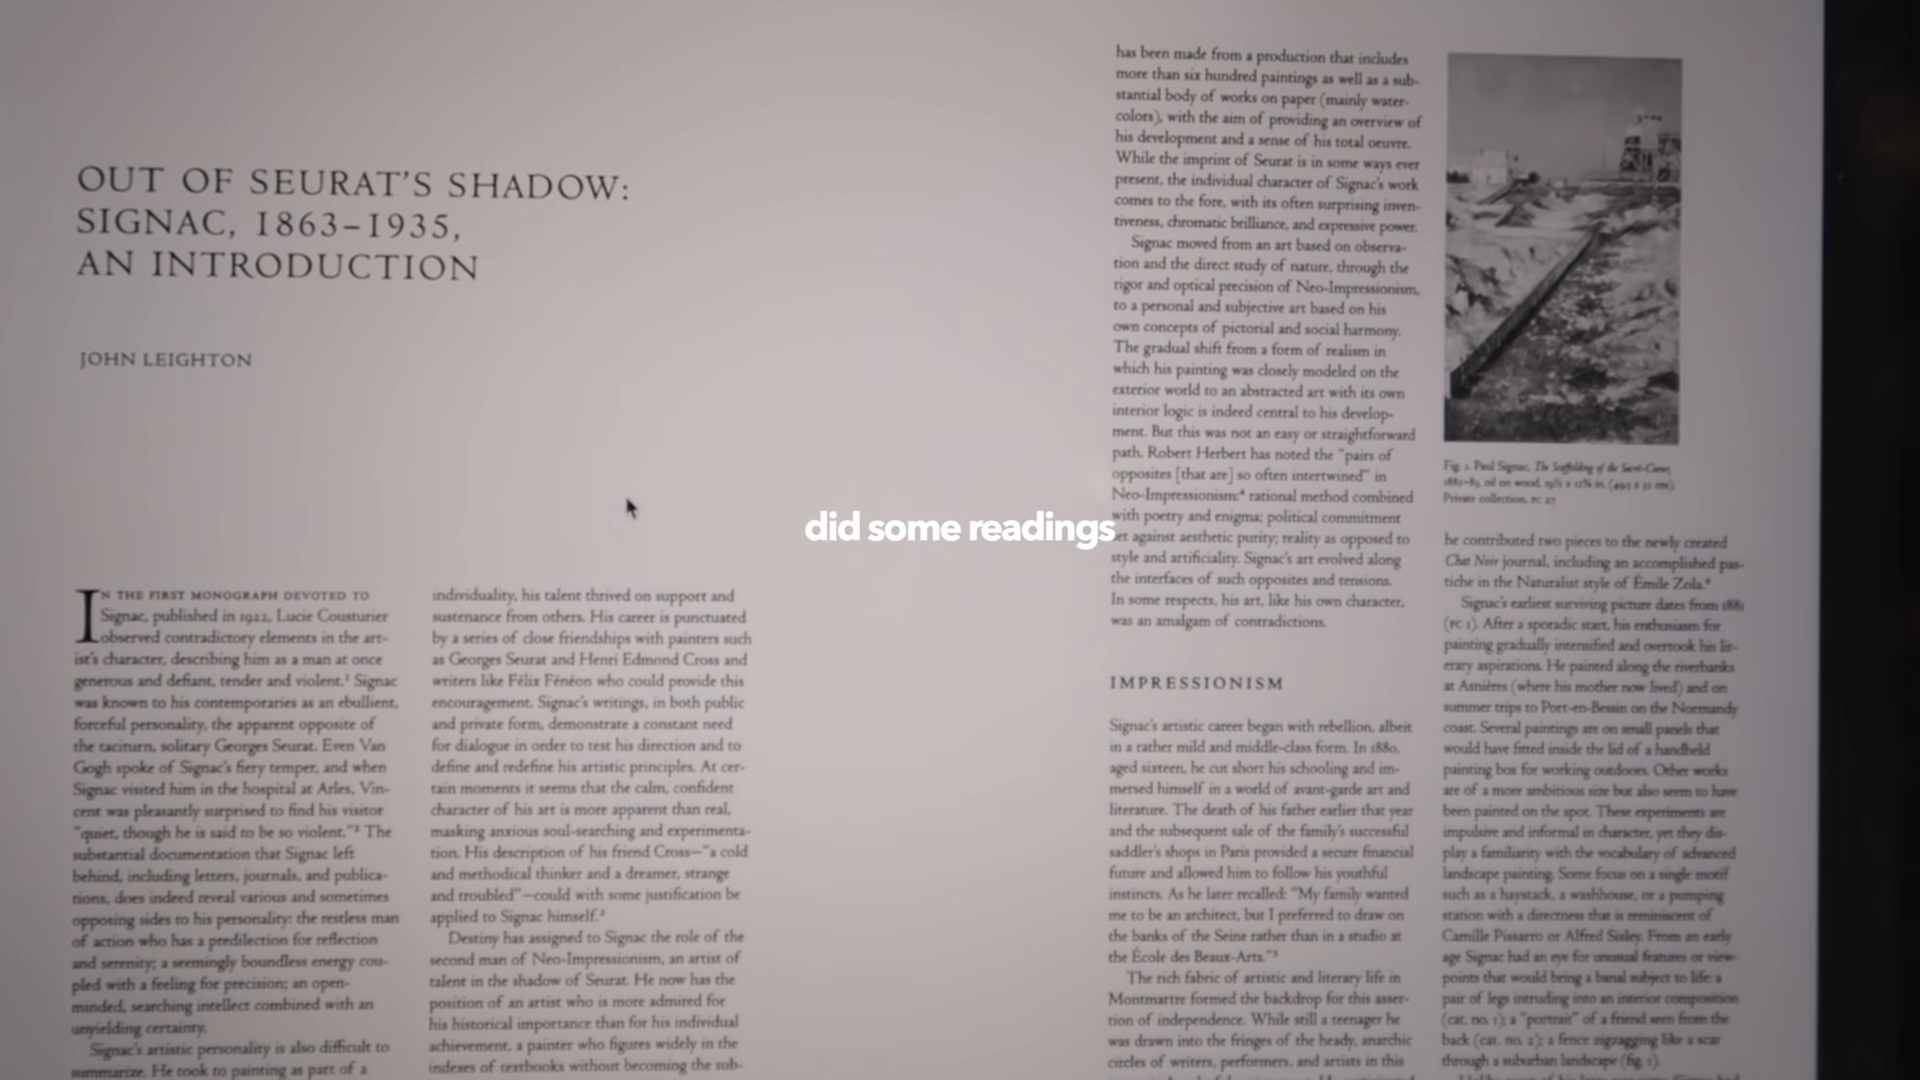 OUT OF SEURAT'S SHADOW:
SIGNAC, 1863–1935,
AN INTRODUCTION
JOHN LEIGHTON
IN THE FIRST MONOGRAPH DEVOTED TO
Signac, published in 1922, Lucie Cousturier
observed contradictory elements in the art-
ist's character, describing him as a man at once
generous and defiant, tender and violent.¹ Signac
was known to his contemporaries as an ebullient,
forceful personality, the apparent opposite of
the taciturn, solitary Georges Seurat. Even Van
Gogh spoke of Signac's fiery temper, and when
Signac visited him in the hospital at Arles, Vin-
cent was pleasantly surprised to find his visitor
"quiet, though he is said to be so violent."² The
substantial documentation that Signac left
behind, including letters, journals, and publica-
tions, does indeed reveal various and sometimes
opposing sides to his personality: the restless man
of action who has a predilection for reflection
and serenity; a seemingly boundless energy cou-
pled with a feeling for precision; an open-
minded, searching intellect combined with an
unyielding certainty.
Signac's artistic personality is also difficult to
summarize. He took to painting as part of a
individuality, his talent thrived on support and
sustenance from others. His career is punctuated
by a series of close friendships with painters such
as Georges Seurat and Henri Edmond Cross and
writers like Félix Fénéon who could provide this
encouragement. Signac's writings, in both public
and private form, demonstrate a constant need
for dialogue in order to test his direction and to
define and redefine his artistic principles. At cer-
tain moments it seems that the calm, confident
character of his art is more apparent than real,
masking anxious soul-searching and experimenta-
tion. His description of his friend Cross—"a cold
and methodical thinker and a dreamer, strange
and troubled"—could with some justification be
applied to Signac himself.³
Destiny has assigned to Signac the role of the
second man of Neo-Impressionism, an artist of
talent in the shadow of Seurat. He now has the
position of an artist who is more admired for
his historical importance than for his individual
achievement, a painter who figures widely in the
indexes of textbooks without becoming the sub-
did some readings
has been made from a production that includes
more than six hundred paintings as well as a sub-
stantial body of works on paper (mainly water-
colors), with the aim of providing an overview of
his development and a sense of his total oeuvre.
While the imprint of Seurat is in some ways ever
present, the individual character of Signac's work
comes to the fore, with its often surprising inven-
tiveness, chromatic brilliance, and expressive power.
Signac moved from an art based on observa-
tion and the direct study of nature, through the
rigor and optical precision of Neo-Impressionism,
to a personal and subjective art based on his
own concepts of pictorial and social harmony.
The gradual shift from a form of realism in
which his painting was closely modeled on the
exterior world to an abstracted art with its own
interior logic is indeed central to his develop-
ment. But this was not an easy or straightforward
path. Robert Herbert has noted the "pairs of
opposites [that are] so often intertwined" in
Neo-Impressionism:⁴ rational method combined
with poetry and enigma; political commitment
set against aesthetic purity; reality as opposed to
style and artificiality. Signac's art evolved along
the interfaces of such opposites and tensions.
In some respects, his art, like his own character,
was an amalgam of contradictions.
IMPRESSIONISM
Signac's artistic career began with rebellion, albeit
in a rather mild and middle-class form. In 1880,
aged sixteen, he cut short his schooling and im-
mersed himself in a world of avant-garde art and
literature. The death of his father earlier that year
and the subsequent sale of the family's successful
saddler's shops in Paris provided a secure financial
future and allowed him to follow his youthful
instincts. As he later recalled: "My family wanted
me to be an architect, but I preferred to draw on
the banks of the Seine rather than in a studio at
the École des Beaux-Arts."⁵
The rich fabric of artistic and literary life in
Montmartre formed the backdrop for this asser-
tion of independence. While still a teenager he
was drawn into the fringes of the heady, anarchic
circles of writers, performers, and artists in this
Fig. 1. Paul Signac, The Scaffolding of the Sacré-Coeur,
1882–83, oil on wood,
Private collection, FC 27
he contributed two pieces to the newly created
Chat Noir journal, including an accomplished pas-
tiche in the Naturalist style of Émile Zola.⁶
Signac's earliest surviving picture dates from 1881
(FC 1). After a sporadic start, his enthusiasm for
painting gradually intensified and overtook his lit-
erary aspirations. He painted along the riverbanks
at Asnières (where his mother now lived) and on
summer trips to Port-en-Bessin on the Normandy
coast. Several paintings are on small panels that
would have fitted inside the lid of a handheld
painting box for working outdoors. Other works
are of a more ambitious size but also seem to have
been painted on the spot. These experiments are
impulsive and informal in character, yet they dis-
play a familiarity with the vocabulary of advanced
landscape painting. Some focus on a single motif
such as a haystack, a washhouse, or a pumping
station with a directness that is reminiscent of
Camille Pissarro or Alfred Sisley. From an early
age Signac had an eye for unusual features or view-
points that would bring a banal subject to life: a
pair of legs intruding into an interior composition
(cat. no. 1); a "portrait" of a friend seen from the
back (cat. no. 2); a fence zigzagging like a scar
through a suburban landscape (fig. 1).